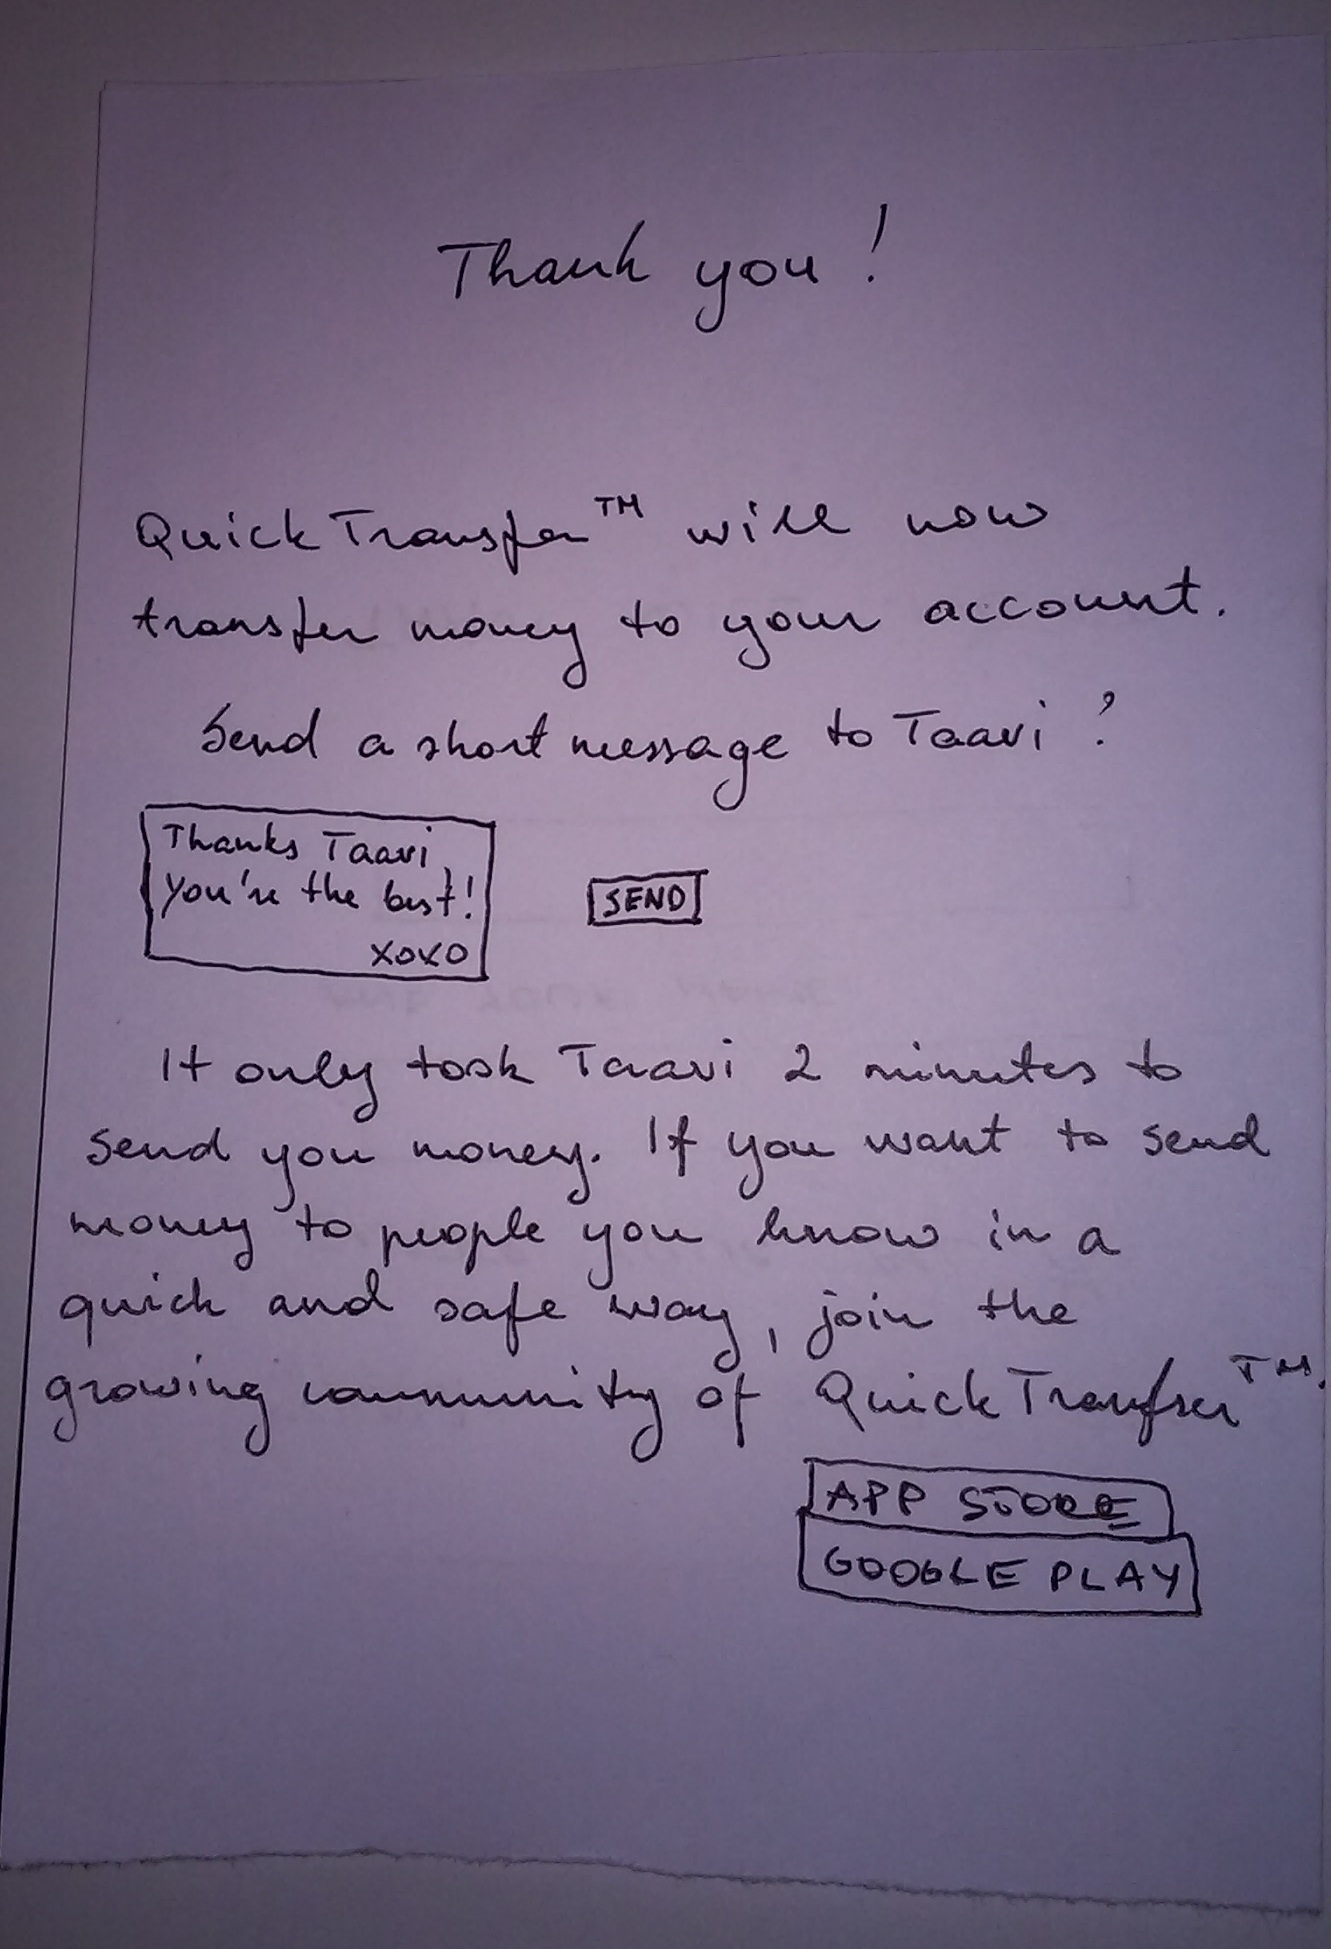 Thank you!
QuickTransfer™ will now
transfer money to your account.
Send a short message to Taavi?
Thanks Taavi
You're the best!
xoxo
SEND
It only took Taavi 2 minutes to
send you money. If you want to send
money to people you know in a
quick and safe way, join the
growing community of QuickTranfser™.
APP STORE
GOOGLE PLAY